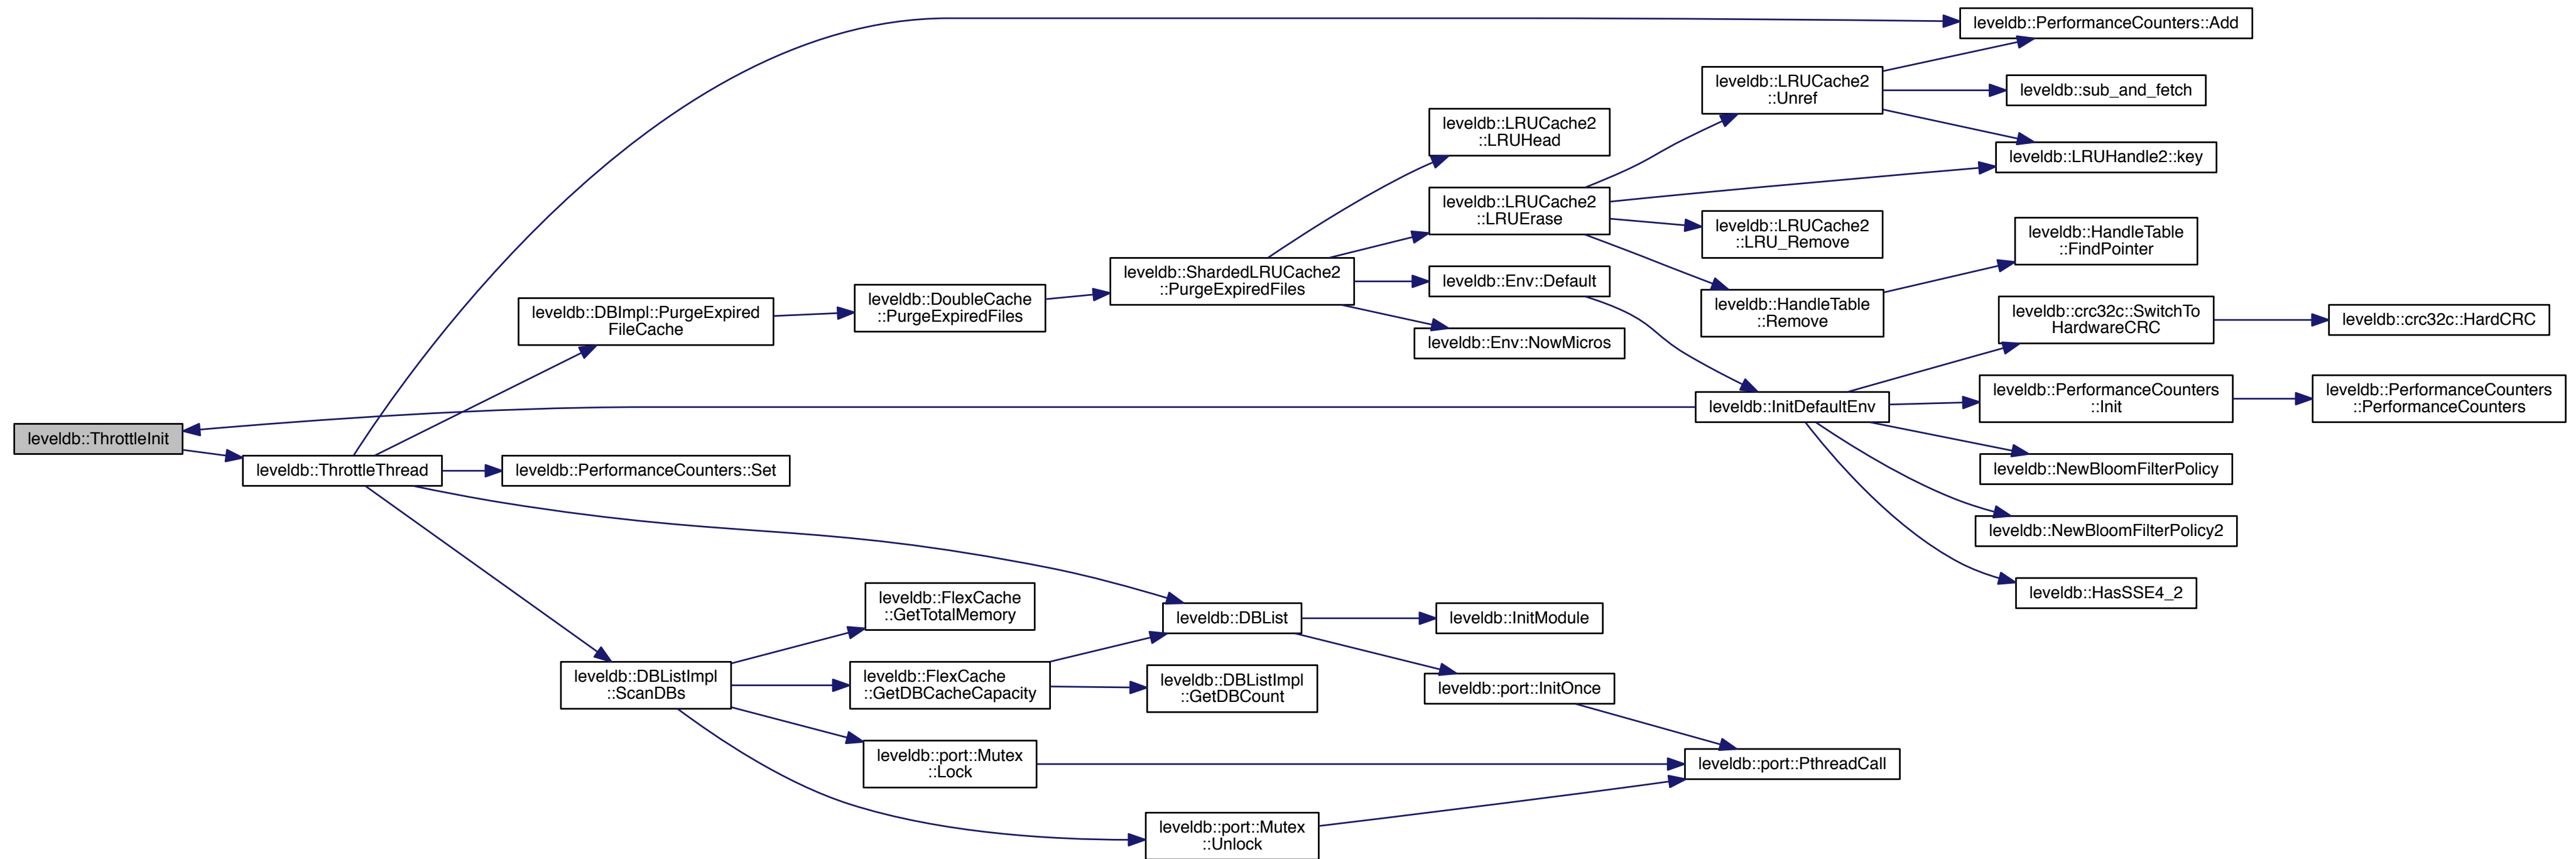 leveldb::PerformanceCounters::Add
leveldb::LRUCache2
::Unref
leveldb::sub_and_fetch
leveldb::LRUCache2
::LRUHead
leveldb::LRUHandle2::key
leveldb::LRUCache2
::LRUErase
leveldb::LRUCache2
::LRU_Remove
leveldb::HandleTable
::FindPointer
leveldb::ShardedLRUCache2
::PurgeExpiredFiles
leveldb::Env::Default
leveldb::DoubleCache
::PurgeExpiredFiles
leveldb::HandleTable
::Remove
leveldb::DBImpl::PurgeExpired
FileCache
leveldb::crc32c::SwitchTo
HardwareCRC
leveldb::crc32c::HardCRC
leveldb::Env::NowMicros
leveldb::InitDefaultEnv
leveldb::PerformanceCounters
::Init
leveldb::PerformanceCounters
::PerformanceCounters
leveldb::ThrottleInit
leveldb::ThrottleThread
leveldb::PerformanceCounters::Set
leveldb::NewBloomFilterPolicy
leveldb::NewBloomFilterPolicy2
leveldb::HasSSE4_2
leveldb::FlexCache
::GetTotalMemory
leveldb::DBList
leveldb::InitModule
leveldb::DBListImpl
::ScanDBs
leveldb::FlexCache
::GetDBCacheCapacity
leveldb::DBListImpl
::GetDBCount
leveldb::port::InitOnce
leveldb::port::Mutex
::Lock
leveldb::port::PthreadCall
leveldb::port::Mutex
::Unlock